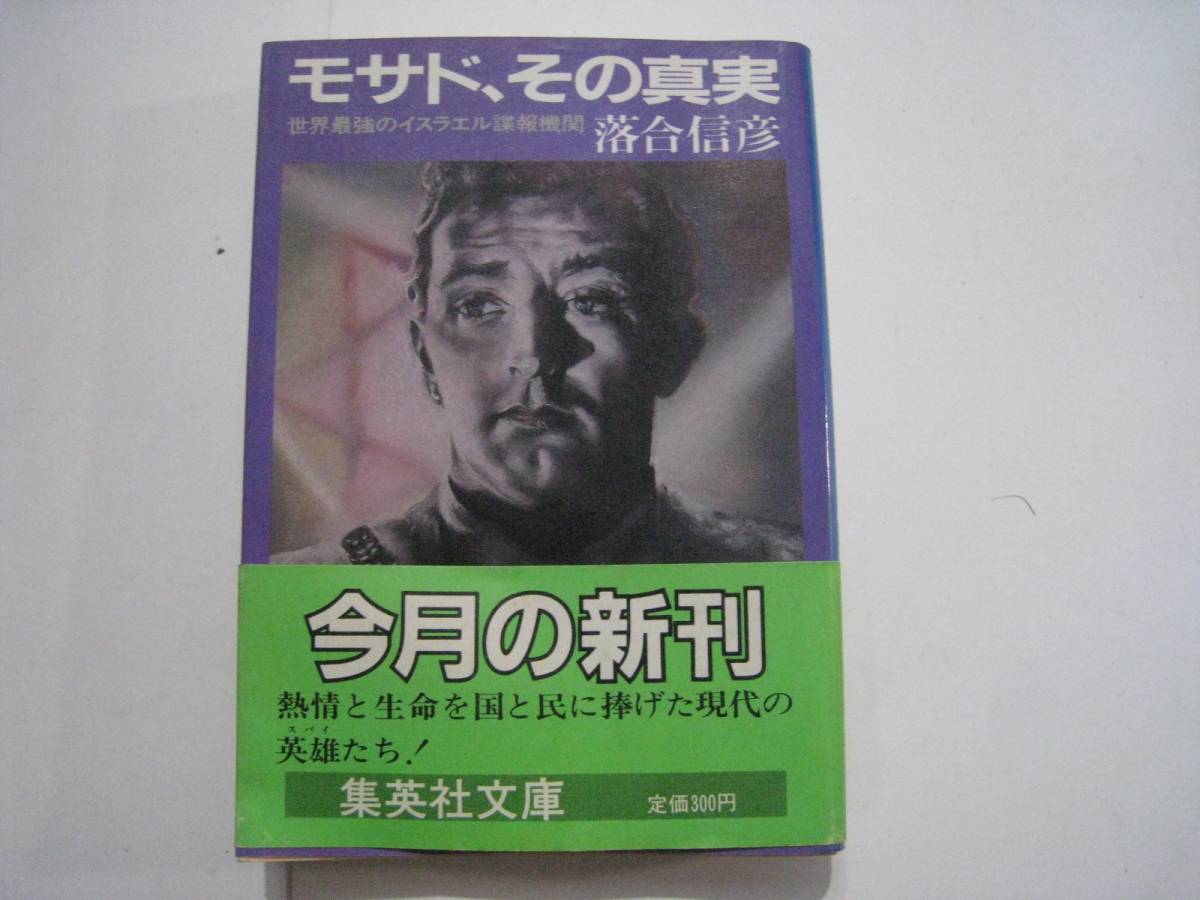 モサド、その真実
世界最強のイスラエル諜報機関 落合信彦
今月の新刊
熱情と生命を国と民に捧げた現代の
スパイ
英雄たち!
集英社文庫 定価300円